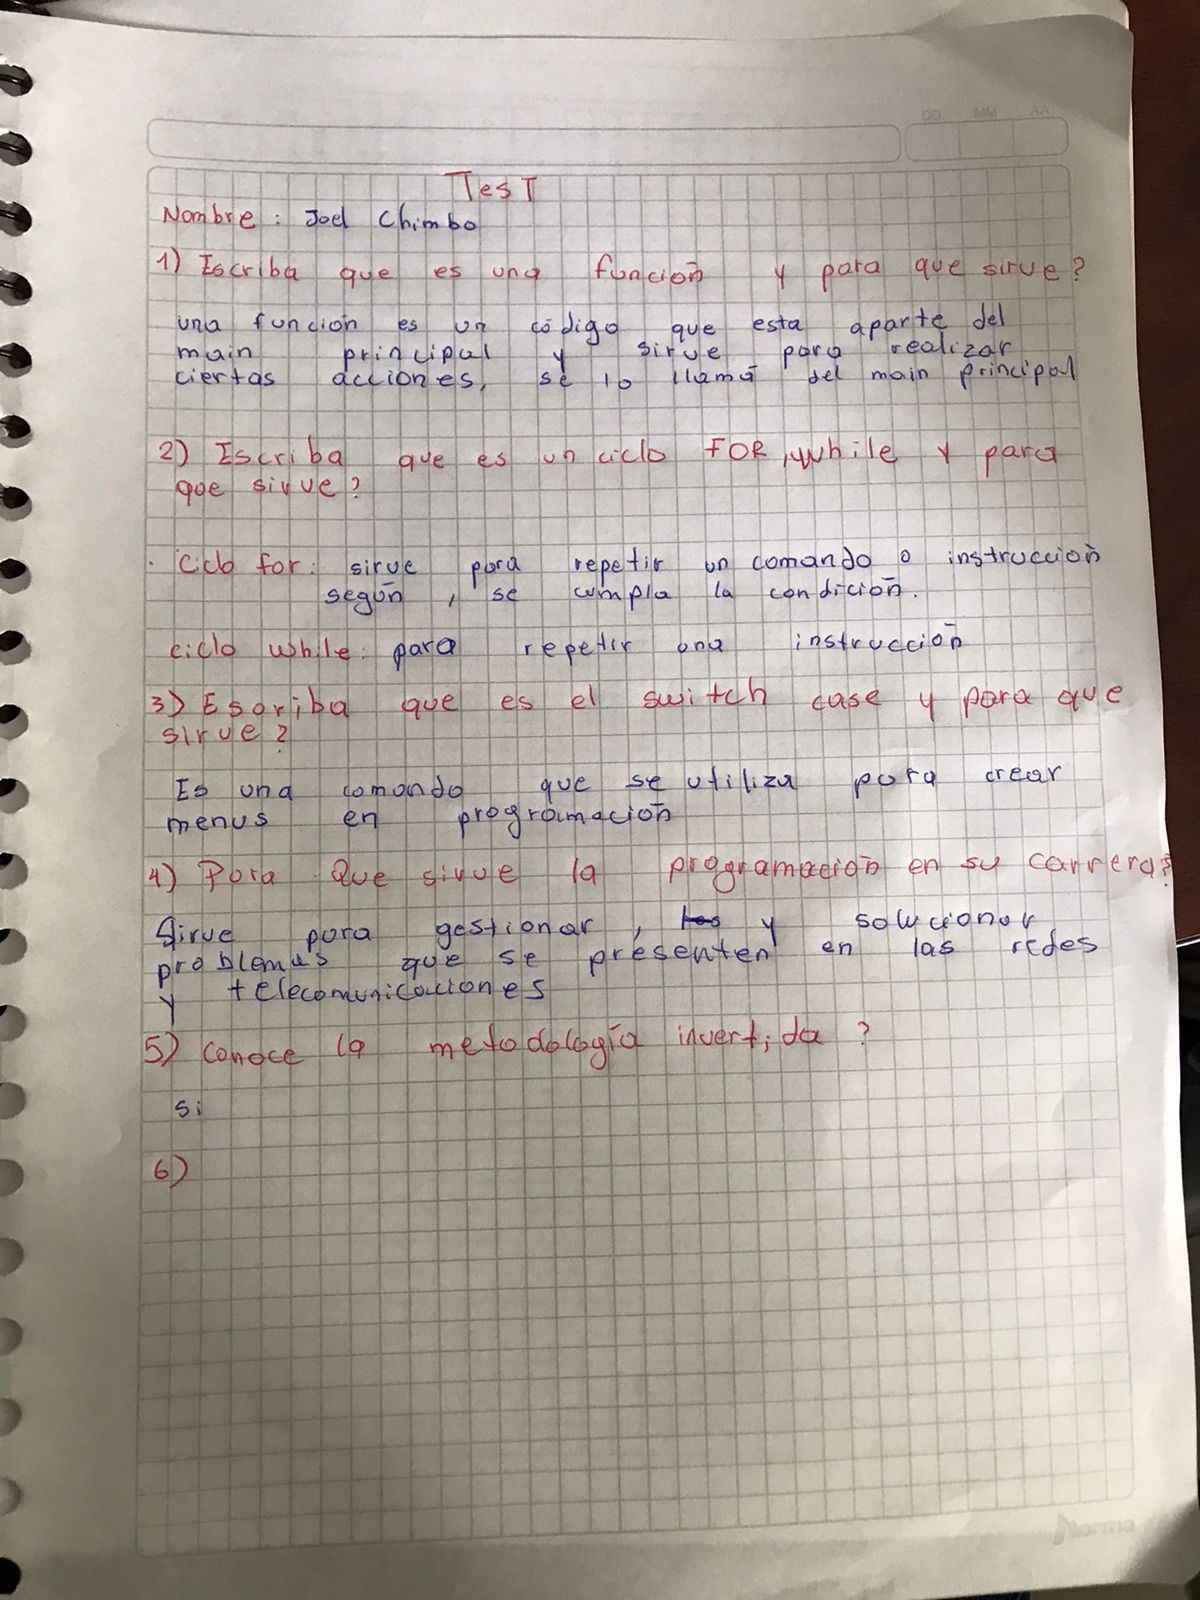 DD MM AA
Test
Nombre : Joel Chimbo
1) Escriba que es una función y para que sirve?
una función es un código que esta aparte del
main principal y sirve para realizar
ciertas acciones, se lo llama del main principal
2) Escriba que es un ciclo FOR, while y para
que sirve?
Ciclo for: sirve para repetir un comando o instrucción
según, se cumpla la condición.
ciclo while: para repetir una instrucción
3) Escriba que es el switch case y para que
sirve?
Es una comando que se utiliza para crear
menus en programación
4) Para Que sirve la programación en su carrera?
Sirve para gestionar, los y solucionar
problemas que se presenten en las redes
y telecomunicaciones
5) Conoce la metodología invertida ?
Si
6)
Norma